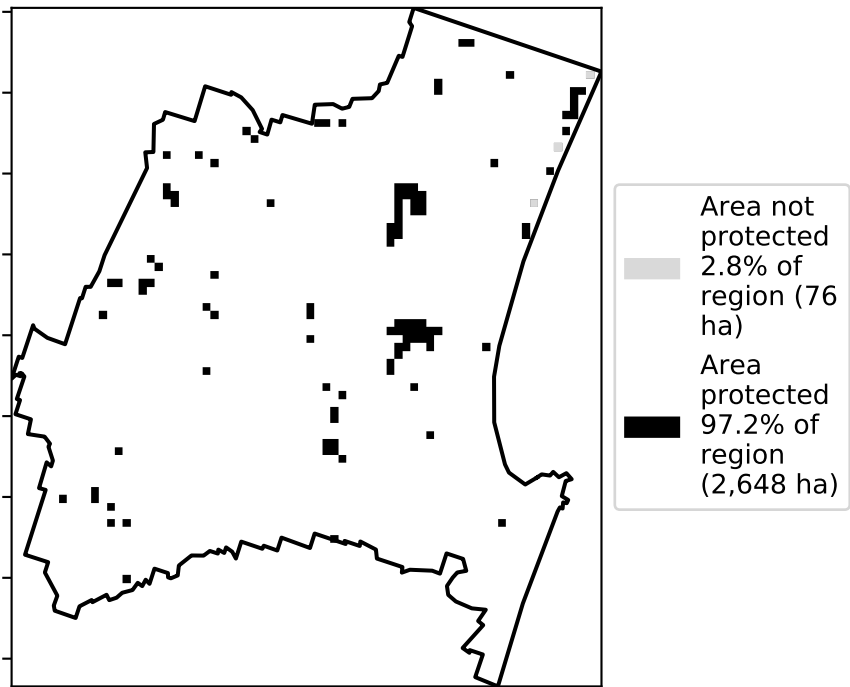 Area not
protected
2.8% of
region (76
ha)
Area
protected
97.2% of
region
(2,648 ha)